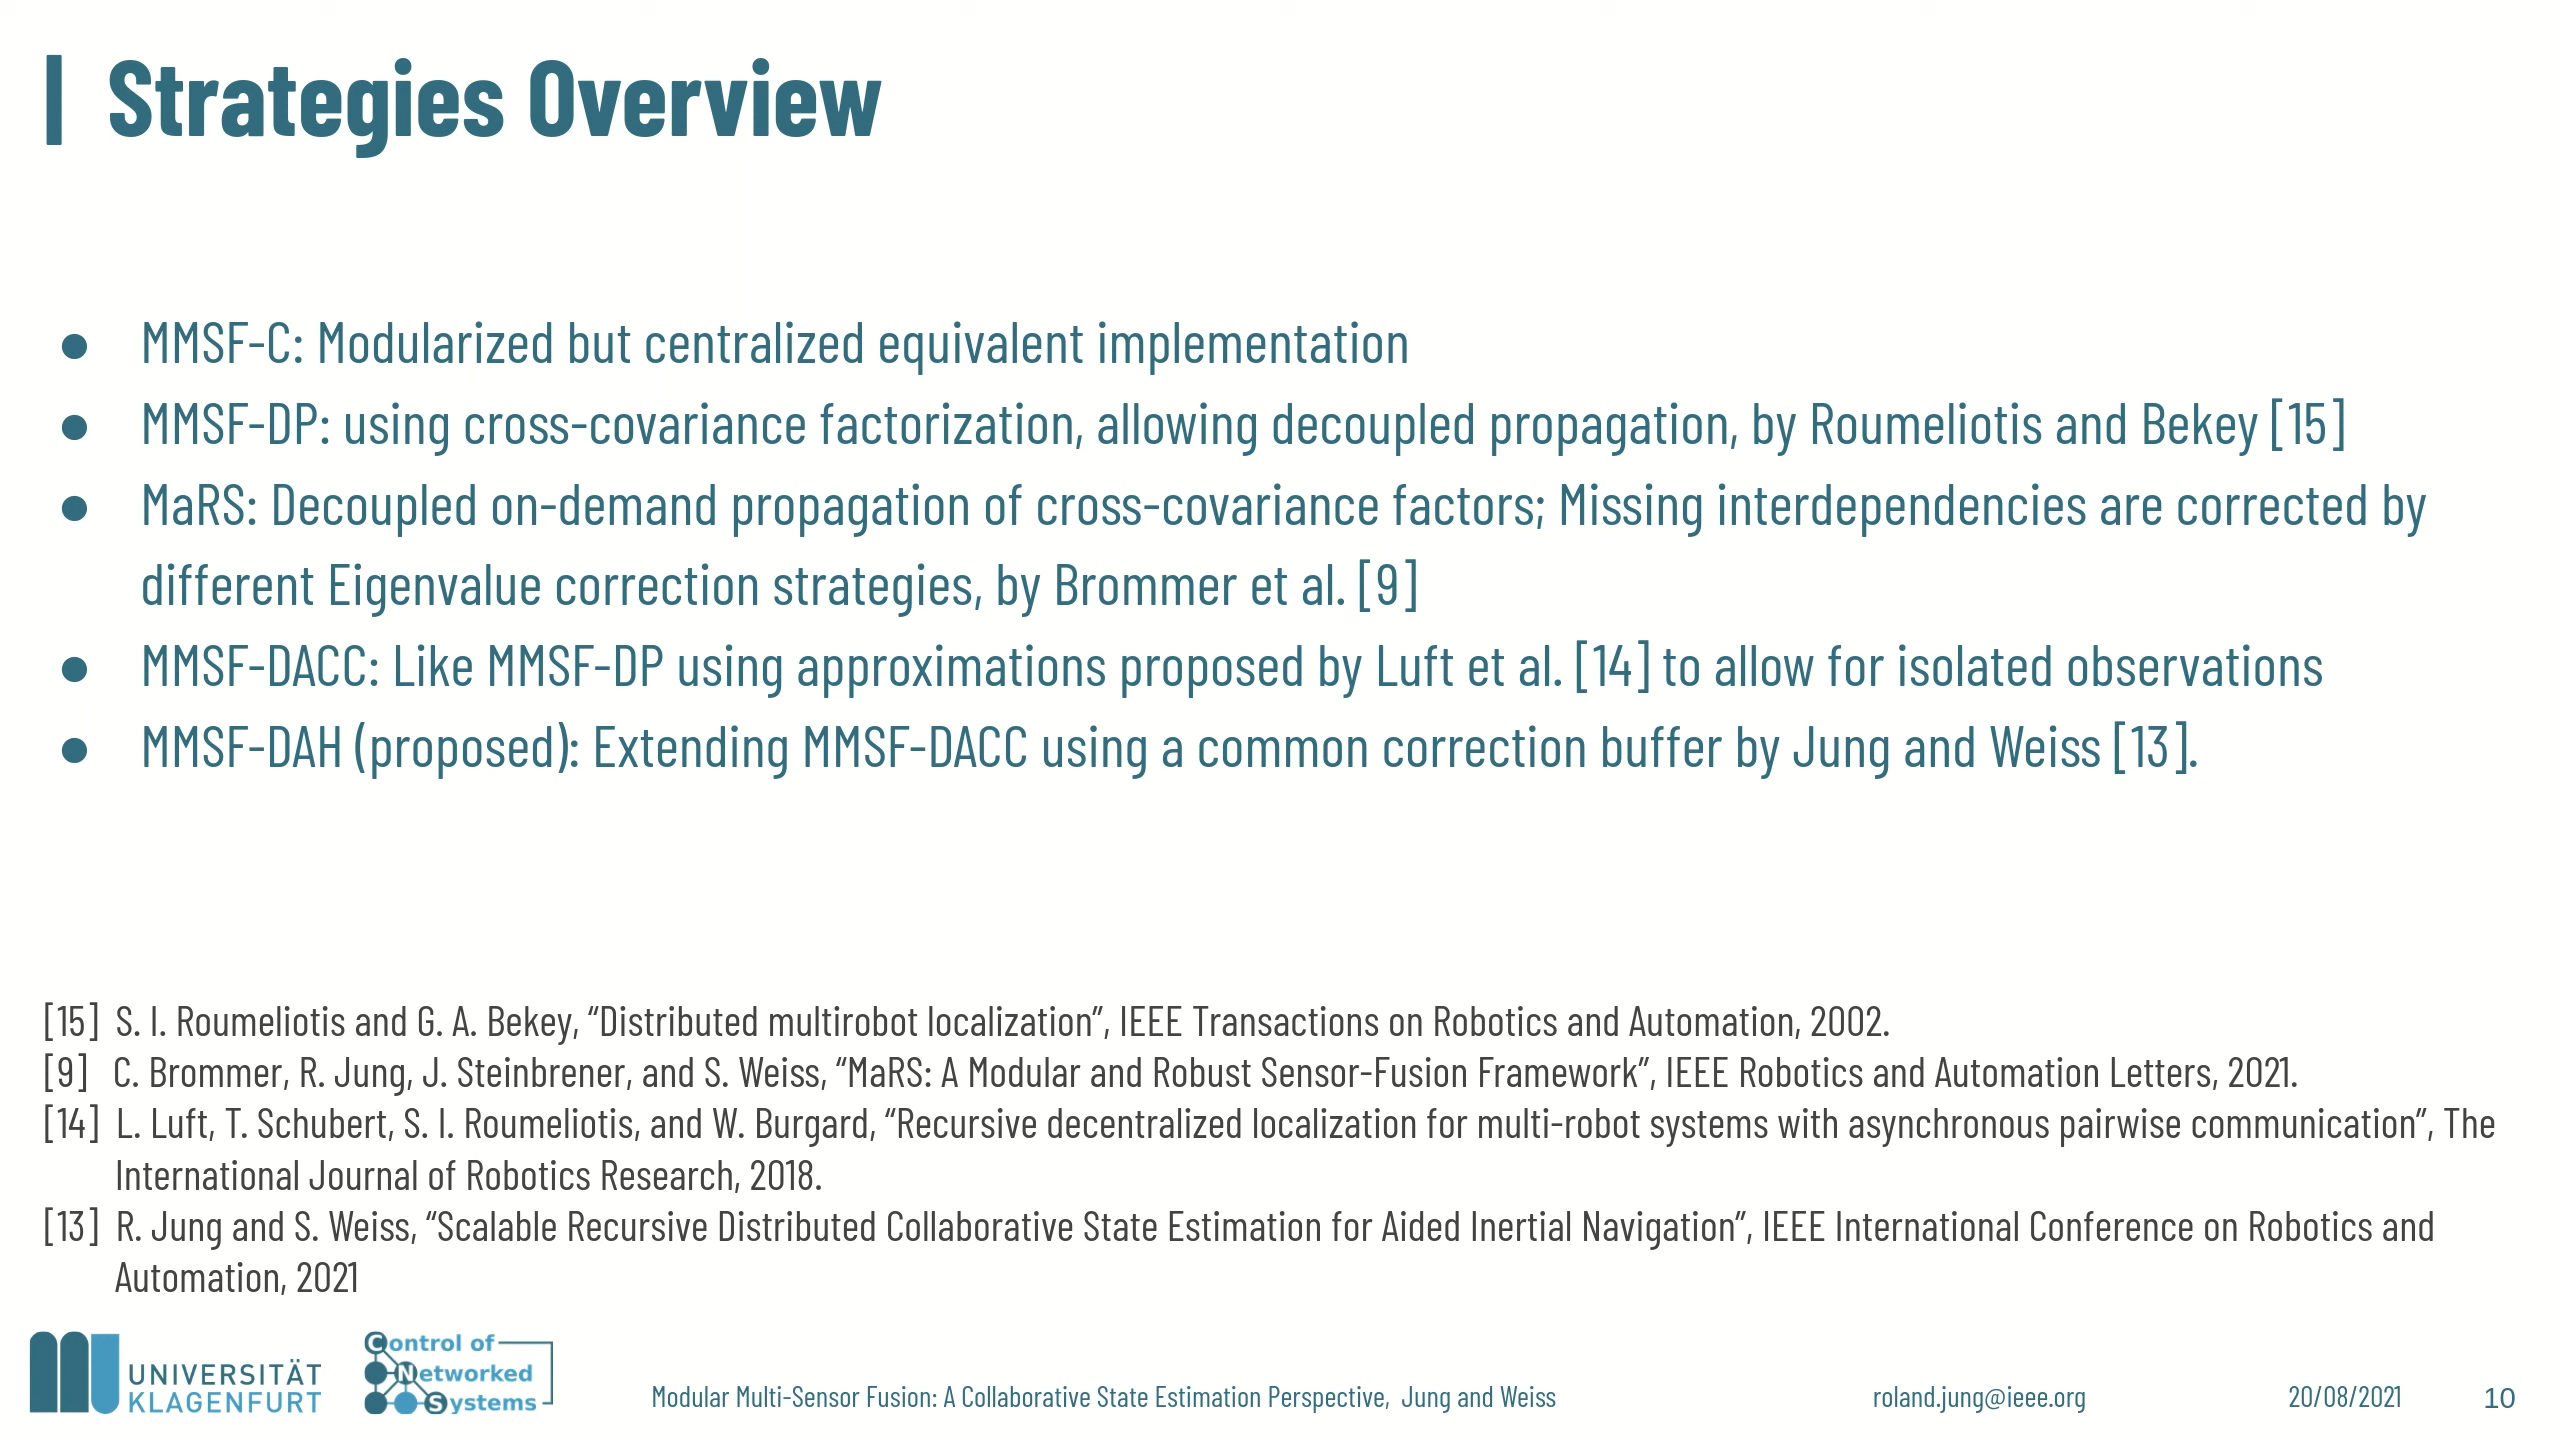 Strategies Overview
● MMSF-C: Modularized but centralized equivalent implementation
● MMSF-DP: using cross-covariance factorization, allowing decoupled propagation, by Roumeliotis and Bekey [15]
● MaRS: Decoupled on-demand propagation of cross-covariance factors; Missing interdependencies are corrected by
different Eigenvalue correction strategies, by Brommer et al. [9]
● MMSF-DACC: Like MMSF-DP using approximations proposed by Luft et al. [14] to allow for isolated observations
● MMSF-DAH (proposed): Extending MMSF-DACC using a common correction buffer by Jung and Weiss [13].
[15] S. I. Roumeliotis and G. A. Bekey, “Distributed multirobot localization”, IEEE Transactions on Robotics and Automation, 2002.
[9] C. Brommer, R. Jung, J. Steinbrener, and S. Weiss, “MaRS: A Modular and Robust Sensor-Fusion Framework”, IEEE Robotics and Automation Letters, 2021.
[14] L. Luft, T. Schubert, S. I. Roumeliotis, and W. Burgard, “Recursive decentralized localization for multi-robot systems with asynchronous pairwise communication”, The
International Journal of Robotics Research, 2018.
[13] R. Jung and S. Weiss, “Scalable Recursive Distributed Collaborative State Estimation for Aided Inertial Navigation”, IEEE International Conference on Robotics and
Automation, 2021
UNIVERSITÄT
KLAGENFURT
Control of
Networked
Systems
Modular Multi-Sensor Fusion: A Collaborative State Estimation Perspective, Jung and Weiss
roland.jung@ieee.org
20/08/2021
10